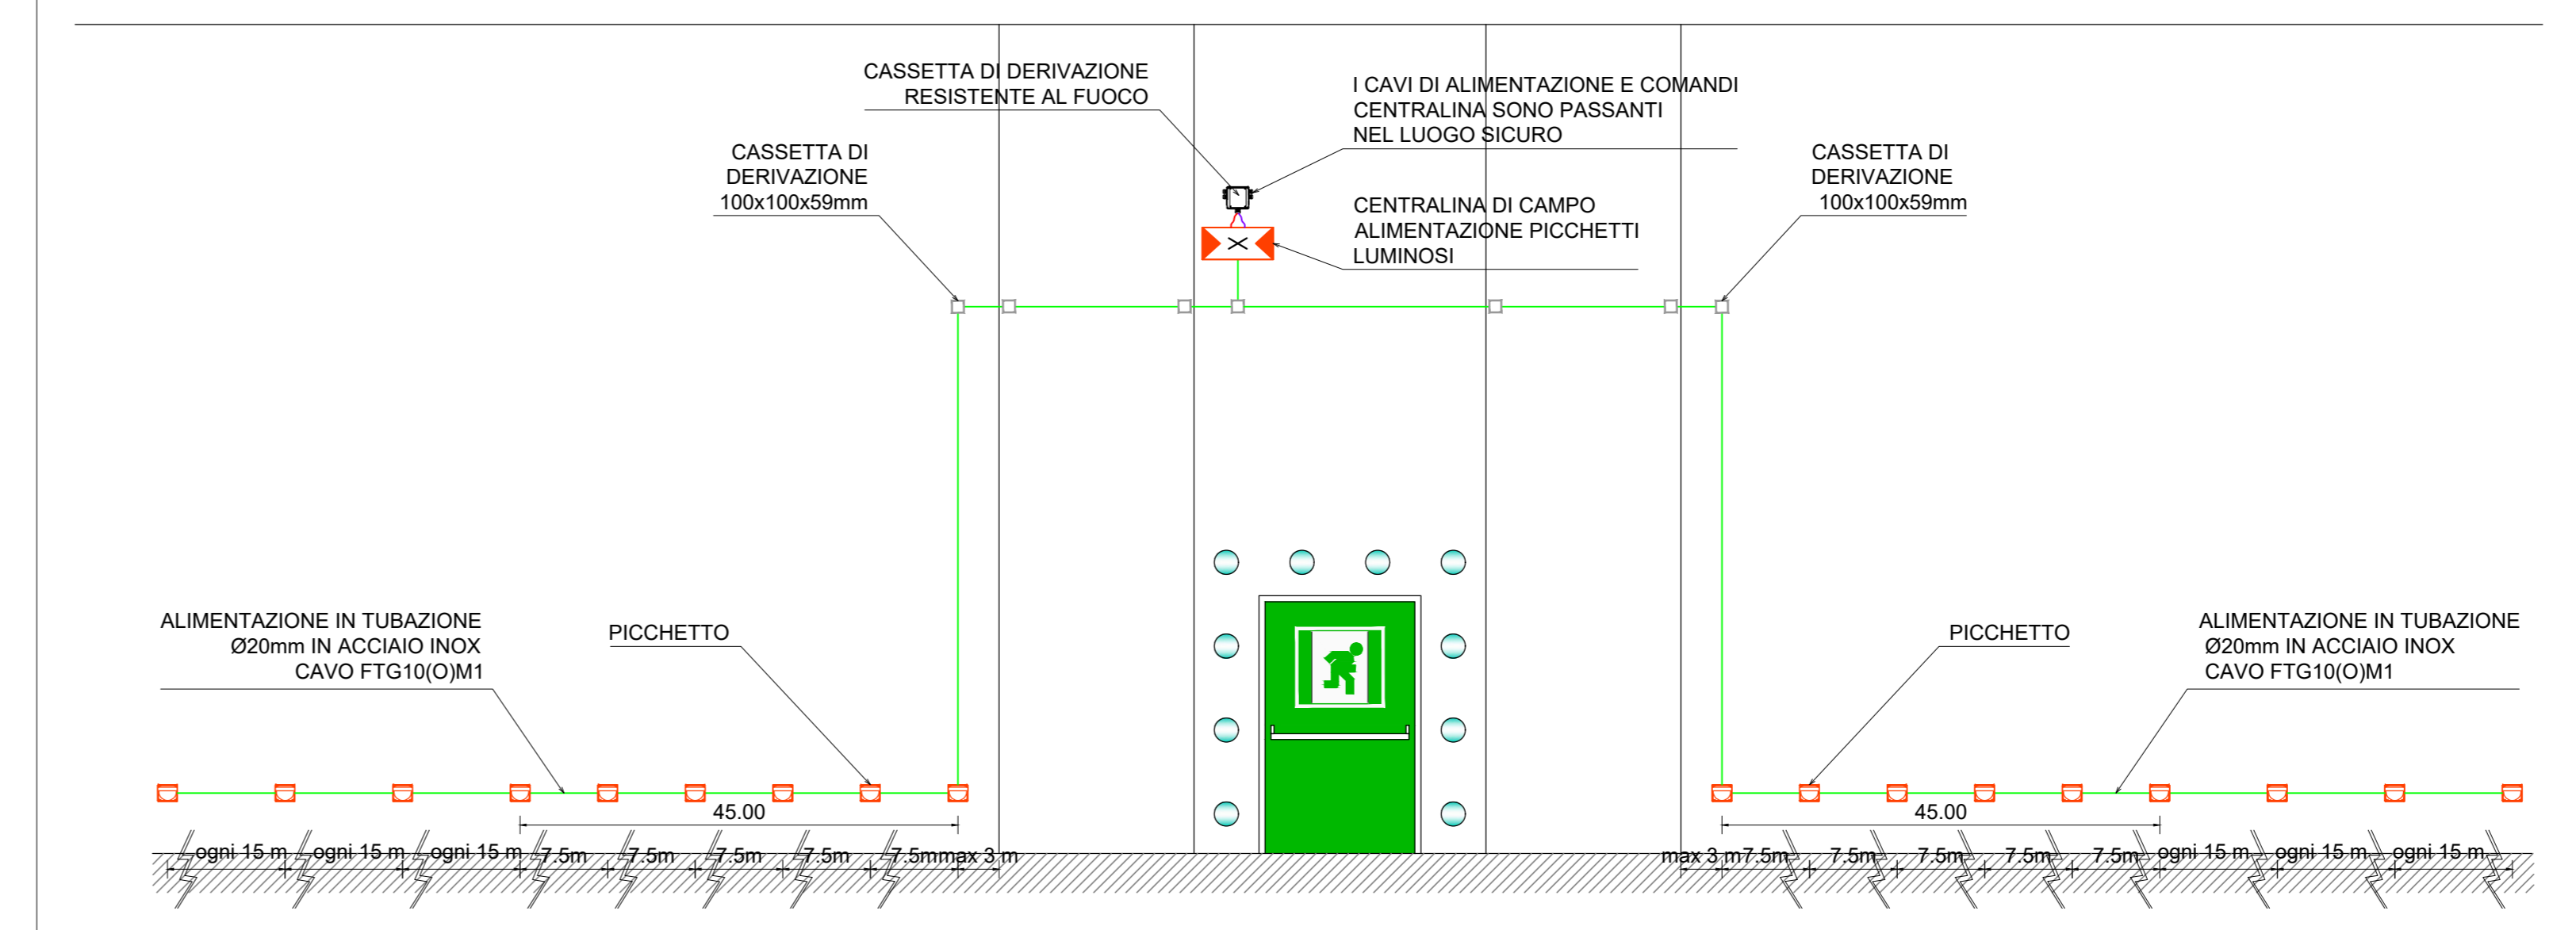 CASSETTA DI DERIVAZIONE
RESISTENTE AL FUOCO
I CAVI DI ALIMENTAZIONE E COMANDI
CENTRALINA SONO PASSANTI
NEL LUOGO SICURO
CASSETTA DI
DERIVAZIONE
100x100x59mm
CENTRALINA DI CAMPO
ALIMENTAZIONE PICCHETTI
LUMINOSI
CASSETTA DI
DERIVAZIONE
100x100x59mm
ALIMENTAZIONE IN TUBAZIONE
Ø20mm IN ACCIAIO INOX
CAVO FTG10(O)M1
PICCHETTO
PICCHETTO
ALIMENTAZIONE IN TUBAZIONE
Ø20mm IN ACCIAIO INOX
CAVO FTG10(O)M1
45.00
45.00
ogni 15 m ogni 15 m ogni 15 m 7.5m 7.5m 7.5m 7.5m 7.5m max 3 m
max 3 m 7.5m 7.5m 7.5m 7.5m 7.5m ogni 15 m ogni 15 m ogni 15 m